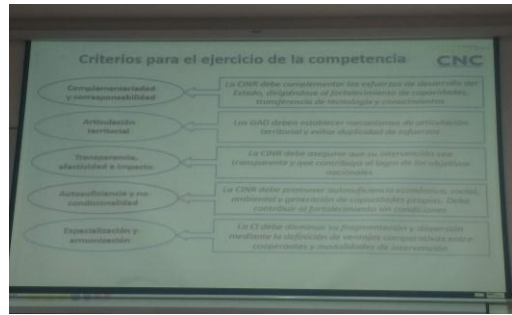 Criterios para el ejercicio de la competencia
CNC
Complementariedad
y corresponsabilidad
La CINR debe complementar los esfuerzos de desarrollo del
Estado, dirigiéndose al fortalecimiento de capacidades,
transferencia de tecnología y conocimientos
Articulación
territorial
Los GAD deben establecer mecanismos de articulación
territorial y evitar duplicidad de esfuerzos
Transparencia,
efectividad e impacto
La CINR debe asegurar que su intervención sea
transparente y que contribuya al logro de los objetivos
nacionales
Autosuficiencia y no
condicionalidad
La CINR debe promover autosuficiencia económica, social,
ambiental y generación de capacidades propias. Debe
contribuir al fortalecimiento sin condiciones
Especialización y
armonización
La CI debe disminuir su fragmentación y dispersión
mediante la definición de ventajas comparativas entre
cooperantes y modalidades de intervención